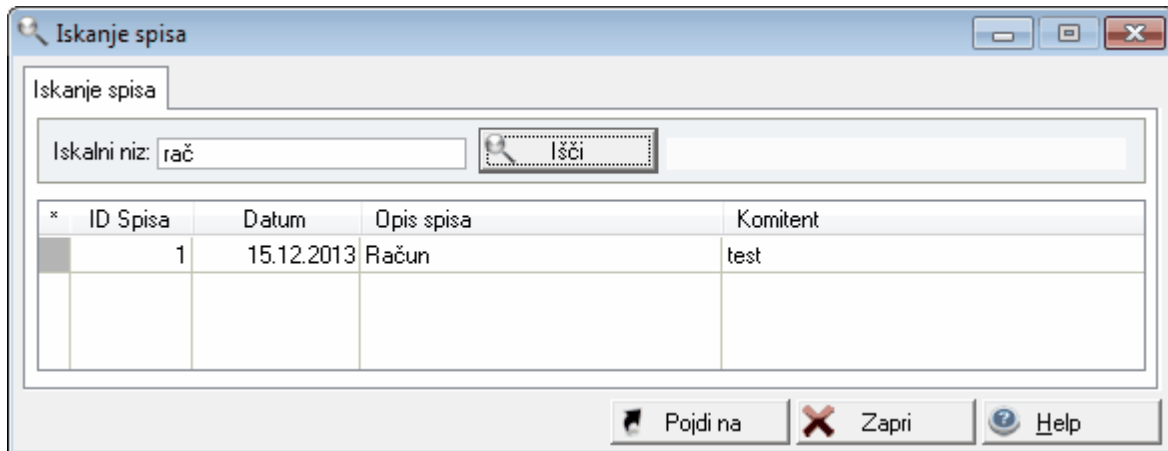 Iskanje spisa
Iskanje spisa
Iskalni niz: rač Išči
* ID Spisa Datum Opis spisa Komitent
1 15.12.2013 Račun test
Pojdi na Zapri Help